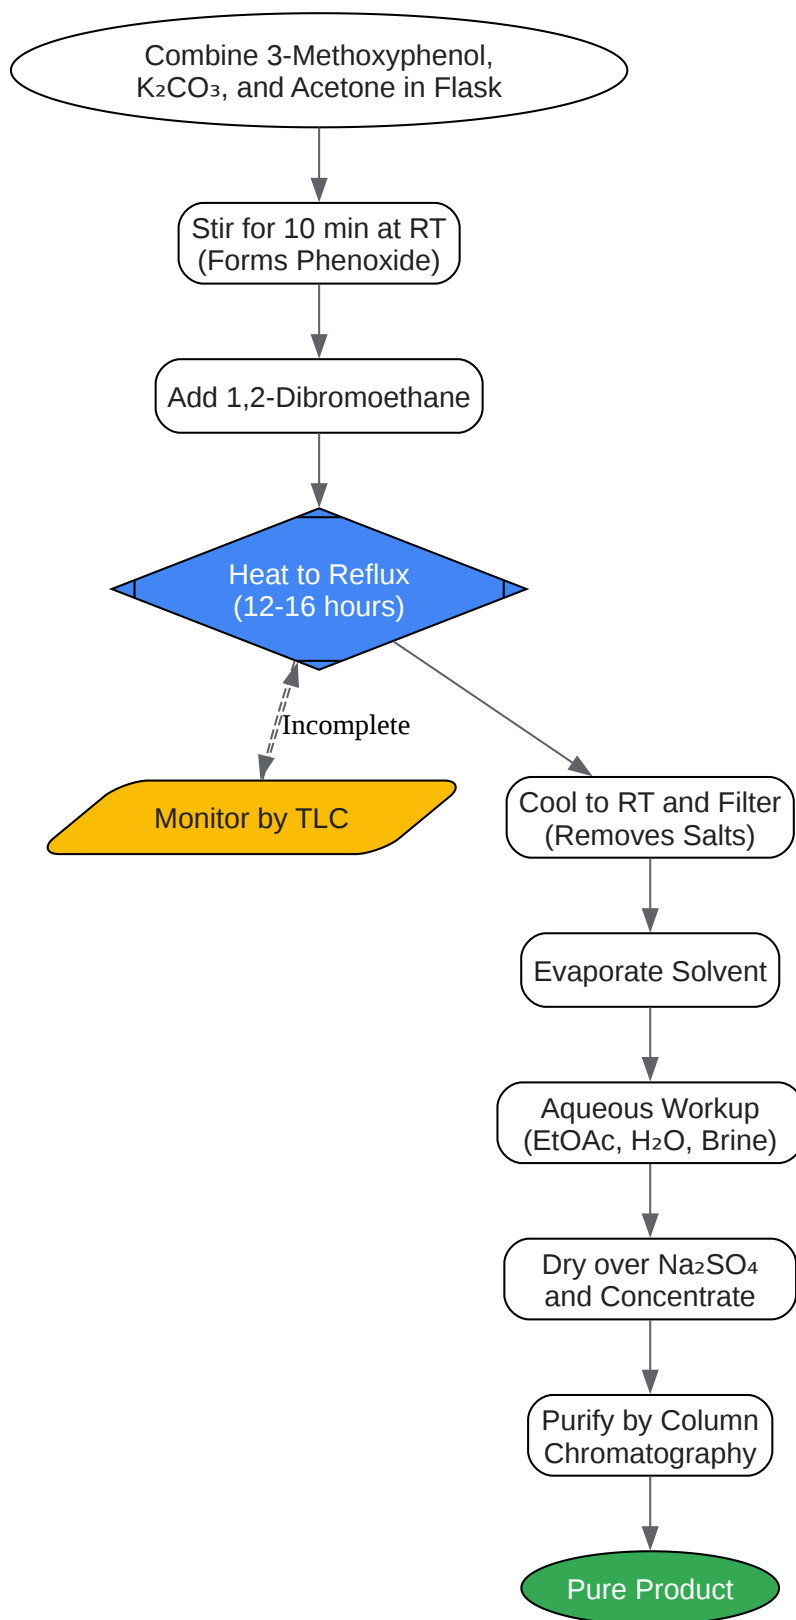 Combine 3-Methoxyphenol,
K₂CO₃, and Acetone in Flask
Stir for 10 min at RT
(Forms Phenoxide)
Add 1,2-Dibromoethane
Heat to Reflux
(12-16 hours)
Incomplete
Monitor by TLC
Cool to RT and Filter
(Removes Salts)
Evaporate Solvent
Aqueous Workup
(EtOAc, H₂O, Brine)
Dry over Na₂SO₄
and Concentrate
Purify by Column
Chromatography
Pure Product